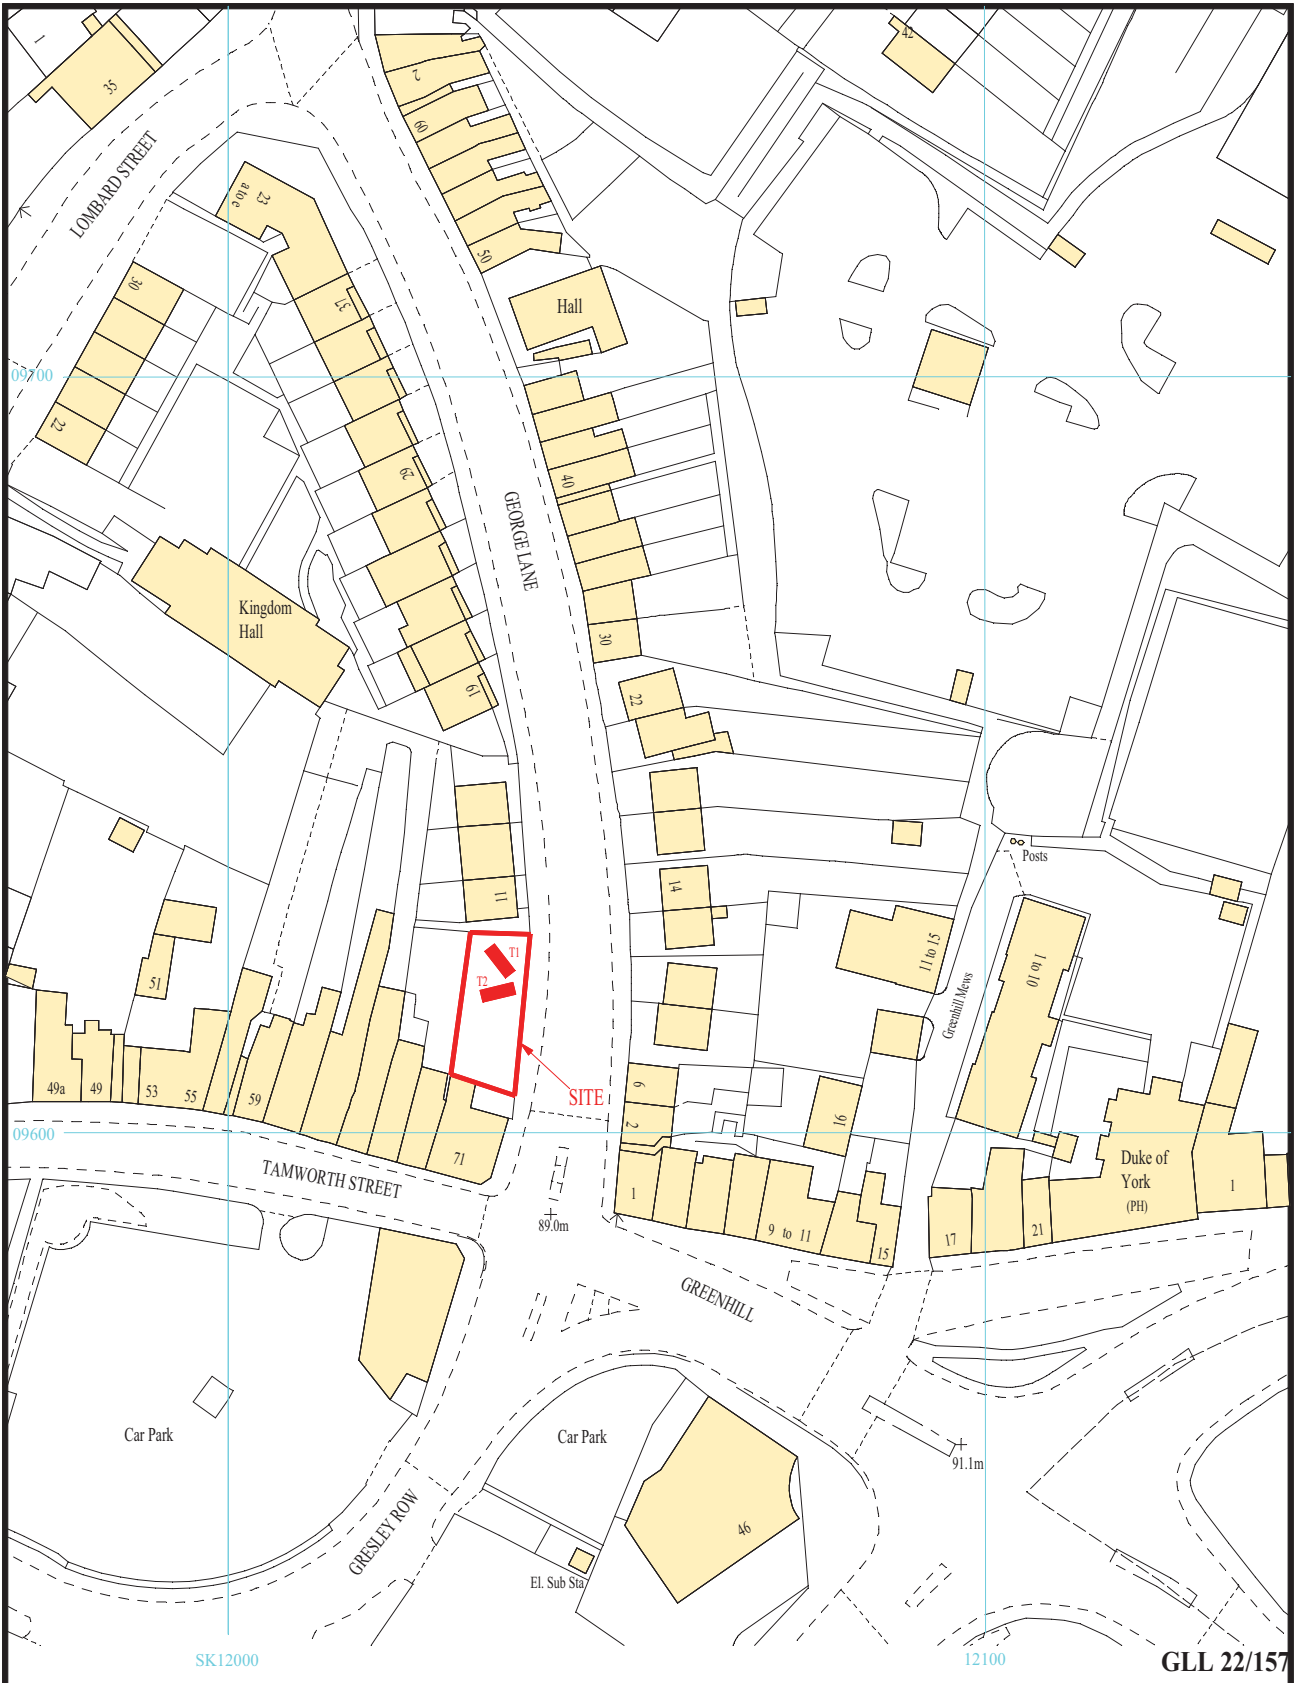 1
35
42
2
60
LOMBARD STREET
23
a to e
50
30
37
Hall
09700
22
29
40
GEORGE LANE
Kingdom
Hall
30
19
22
Posts
14
11
11 to 15
1 to 10
T1
T2
51
Greenhill Mews
SITE
49a
49
53
55
59
6
2
16
09600
71
TAMWORTH STREET
Duke of
York
(PH)
1
1
89.0m
9 to 11
15
17
21
GREENHILL
Car Park
Car Park
91.1m
46
GRESLEY ROW
El. Sub Sta
SK12000
12100
GLL 22/157